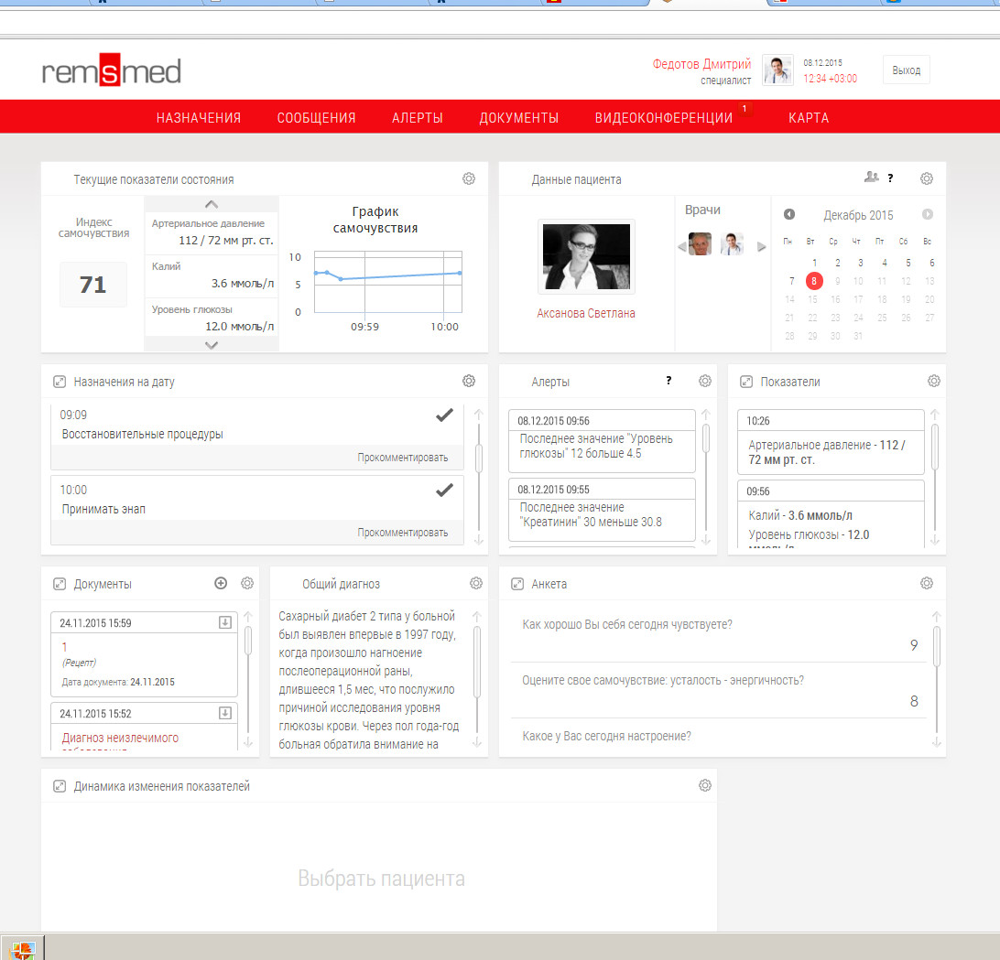 remsmed
Федотов Дмитрий
специалист
08.12.2015
12:34 +03:00
Выход
НАЗНАЧЕНИЯ СООБЩЕНИЯ АЛЕРТЫ ДОКУМЕНТЫ ВИДЕОКОНФЕРЕНЦИИ 1 КАРТА
Текущие показатели состояния
Индекс
самочувствия
71
Артериальное давление
112 / 72 мм рт. ст.
Калий
3.6 ммоль/л
Уровень глюкозы
12.0 ммоль/л
График
самочувствия
10
5
0
09:59 10:00
Данные пациента
?
Аксанова Светлана
Врачи
Декабрь 2015
Пн Вт Ср Чт Пт Сб Вс
1 2 3 4 5 6
7 8 9 10 11 12 13
14 15 16 17 18 19 20
21 22 23 24 25 26 27
28 29 30 31
Назначения на дату
09:09
Восстановительные процедуры
Прокомментировать
10:00
Принимать энап
Прокомментировать
Алерты ?
08.12.2015 09:56
Последнее значение "Уровень
глюкозы" 12 больше 4.5
08.12.2015 09:55
Последнее значение
"Креатинин" 30 меньше 30.8
Показатели
10:26
Артериальное давление - 112 /
72 мм рт. ст.
09:56
Калий - 3.6 ммоль/л
Уровень глюкозы - 12.0
ммоль/л
Документы
24.11.2015 15:59
1
(Рецепт)
Дата документа: 24.11.2015
24.11.2015 15:52
Диагноз неизлечимого
заболевания
Общий диагноз
Сахарный диабет 2 типа у больной
был выявлен впервые в 1997 году,
когда произошло нагноение
послеоперационной раны,
длившееся 1,5 мес, что послужило
причиной исследования уровня
глюкозы крови. Через пол года-год
больная обратила внимание на
Анкета
Как хорошо Вы себя сегодня чувствуете?
9
Оцените свое самочувствие: усталость - энергичность?
8
Какое у Вас сегодня настроение?
Динамика изменения показателей
Выбрать пациента